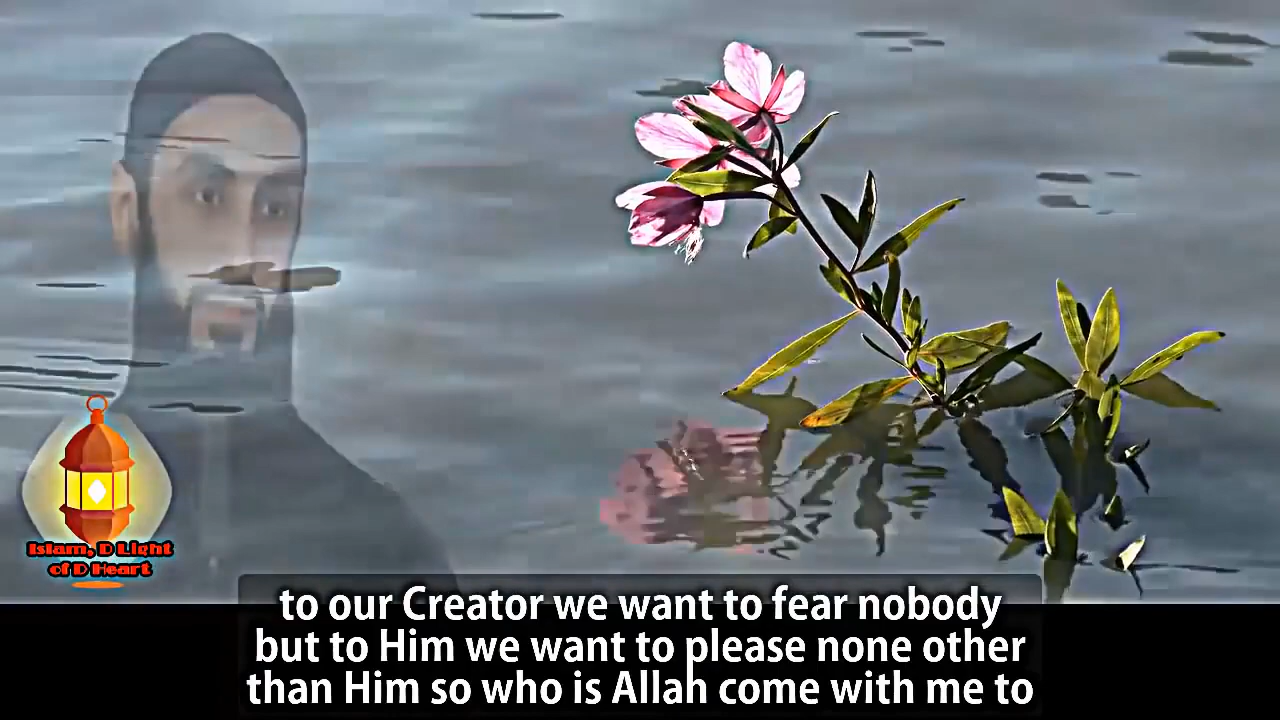 Islam, D Light
of D Heart
to our Creator we want to fear nobody
but to Him we want to please none other
than Him so who is Allah come with me to